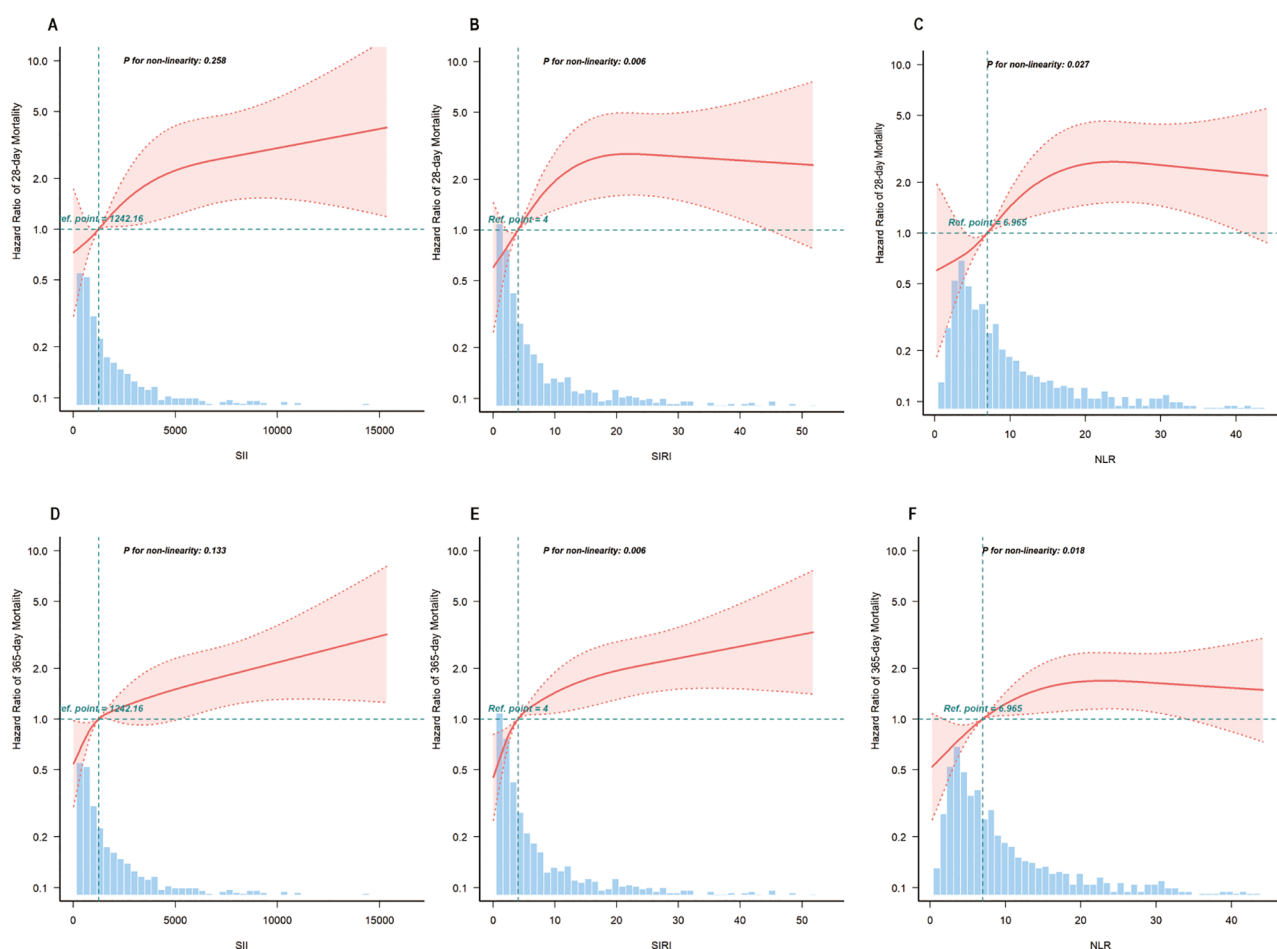 A
P for non-linearity: 0.258
Hazard Ratio of 28-day Mortality
10.0
5.0
2.0
1.0
0.5
0.2
0.1
ef. point = 1242.16
0 5000 10000 15000
SII
B
P for non-linearity: 0.006
Hazard Ratio of 28-day Mortality
10.0
5.0
2.0
1.0
0.5
0.2
0.1
Ref. point = 4
0 10 20 30 40 50
SIRI
C
P for non-linearity: 0.027
Hazard Ratio of 28-day Mortality
10.0
5.0
2.0
1.0
0.5
0.2
0.1
Ref. point = 6.965
0 10 20 30 40
NLR
D
P for non-linearity: 0.133
Hazard Ratio of 365-day Mortality
10.0
5.0
2.0
1.0
0.5
0.2
0.1
ef. point = 1242.16
0 5000 10000 15000
SII
E
P for non-linearity: 0.006
Hazard Ratio of 365-day Mortality
10.0
5.0
2.0
1.0
0.5
0.2
0.1
Ref. point = 4
0 10 20 30 40 50
SIRI
F
P for non-linearity: 0.018
Hazard Ratio of 365-day Mortality
10.0
5.0
2.0
1.0
0.5
0.2
0.1
Ref. point = 6.965
0 10 20 30 40
NLR